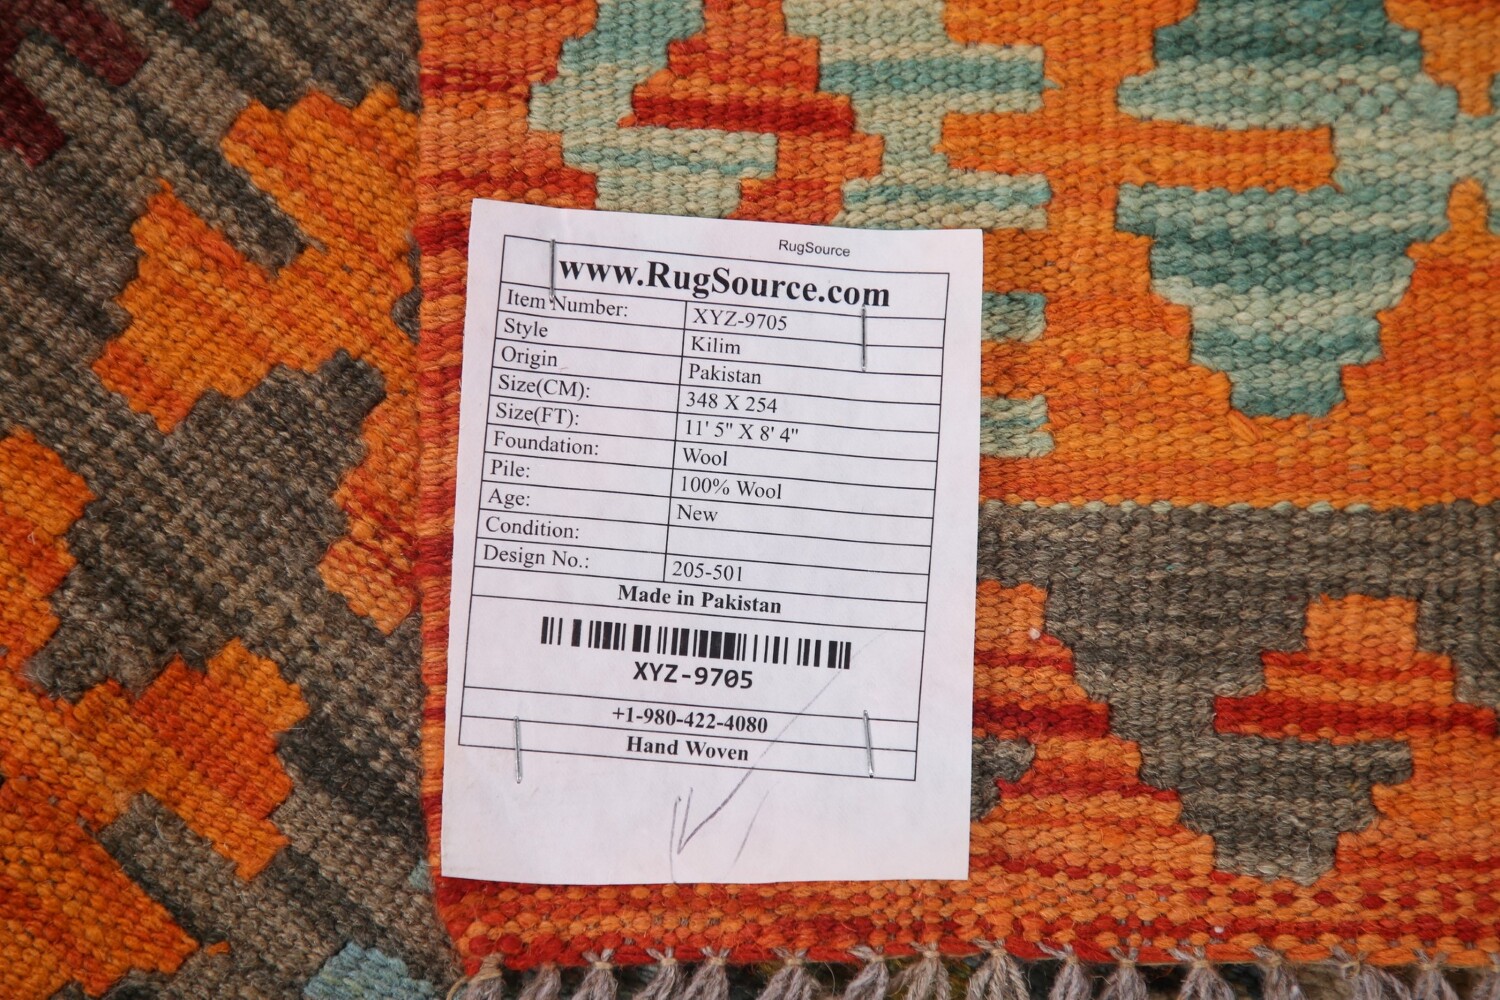 RugSource
www.RugSource.com
Item Number: XYZ-9705
Style Kilim
Origin Pakistan
Size(CM): 348 X 254
Size(FT): 11' 5" X 8' 4"
Foundation: Wool
Pile: 100% Wool
Age: New
Condition:
Design No.: 205-501
Made in Pakistan
XYZ-9705
+1-980-422-4080
Hand Woven